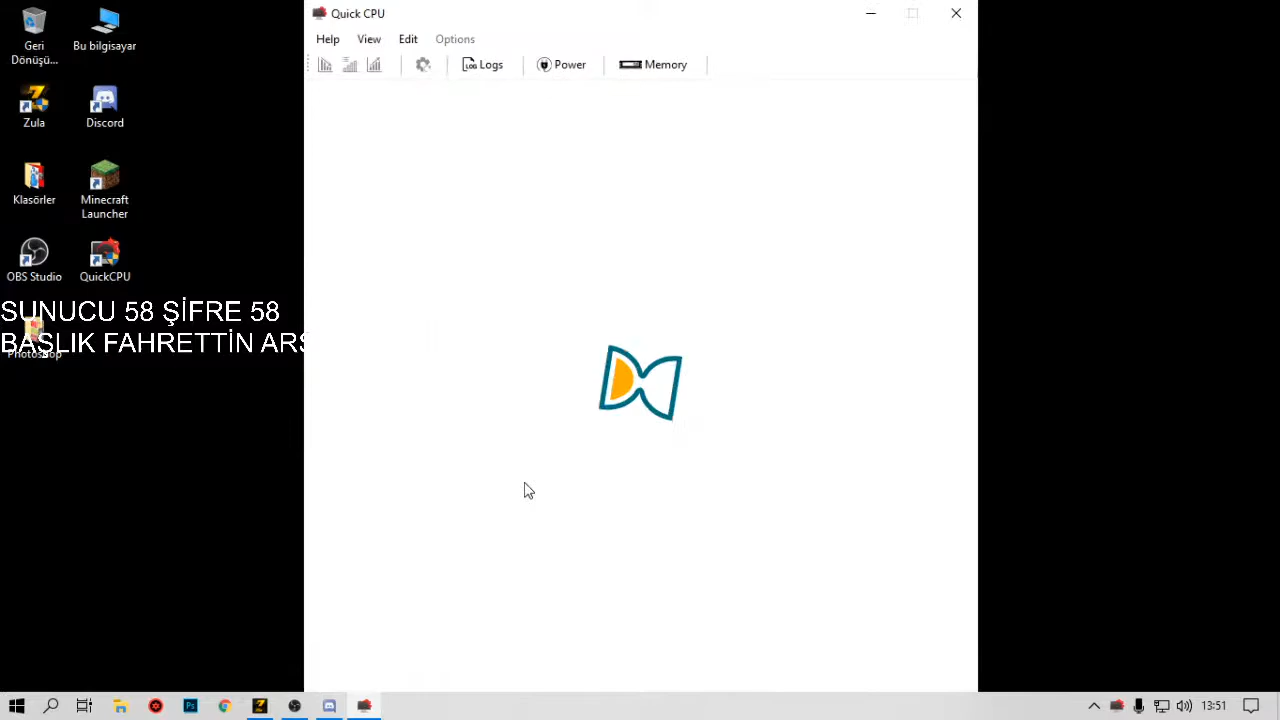 Quick CPU
Help View Edit Options
Logs Power Memory
Geri Dönüşü...
Bu bilgisayar
Zula
Discord
Klasörler
Minecraft Launcher
OBS Studio
QuickCPU
SUNUCU 58 ŞİFRE 58
BAŞLIK FAHRETTİN ARS
Photoshop
13:51